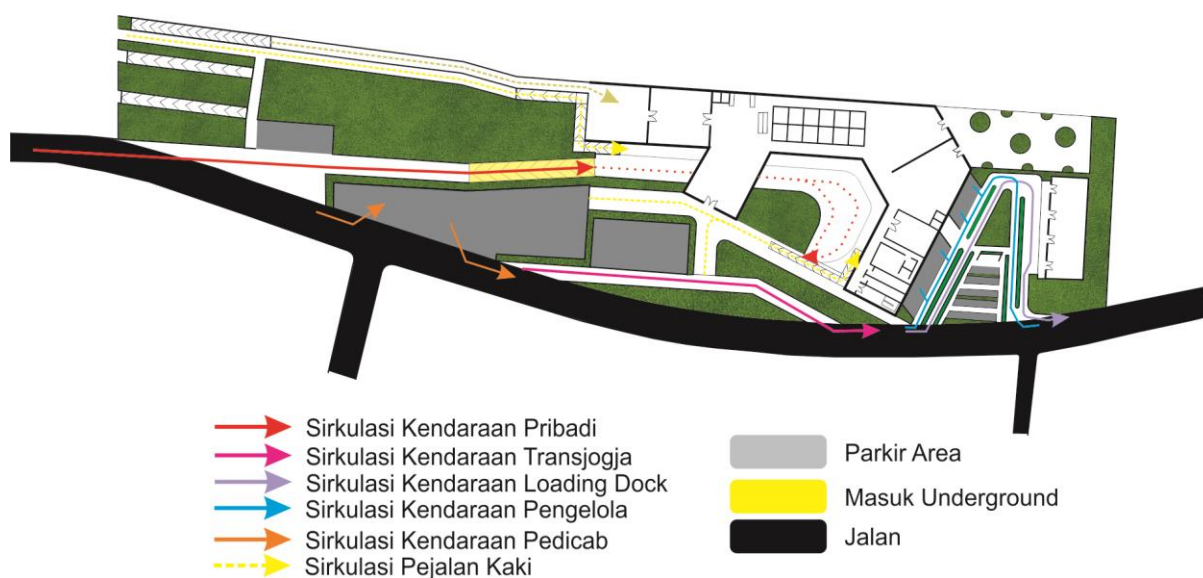 Sirkulasi Kendaraan Pribadi
Sirkulasi Kendaraan Transjogja
Sirkulasi Kendaraan Loading Dock
Sirkulasi Kendaraan Pengelola
Sirkulasi Kendaraan Pedicab
Sirkulasi Pejalan Kaki
Parkir Area
Masuk Underground
Jalan